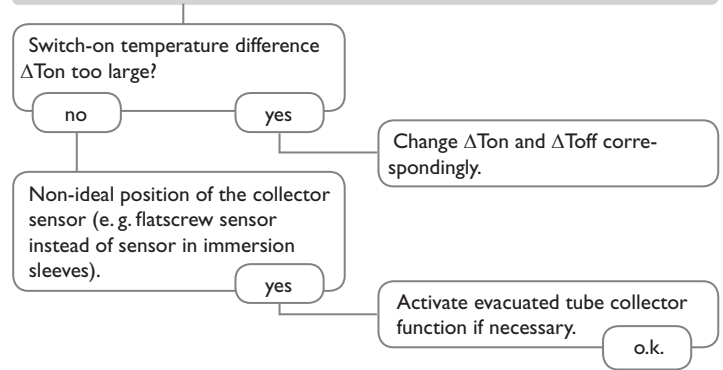 Switch-on temperature difference
ΔTon too large?
no
yes
Change ΔTon and ΔToff corre-
spondingly.
Non-ideal position of the collector
sensor (e. g. flatscrew sensor
instead of sensor in immersion
sleeves).
yes
Activate evacuated tube collector
function if necessary.
o.k.